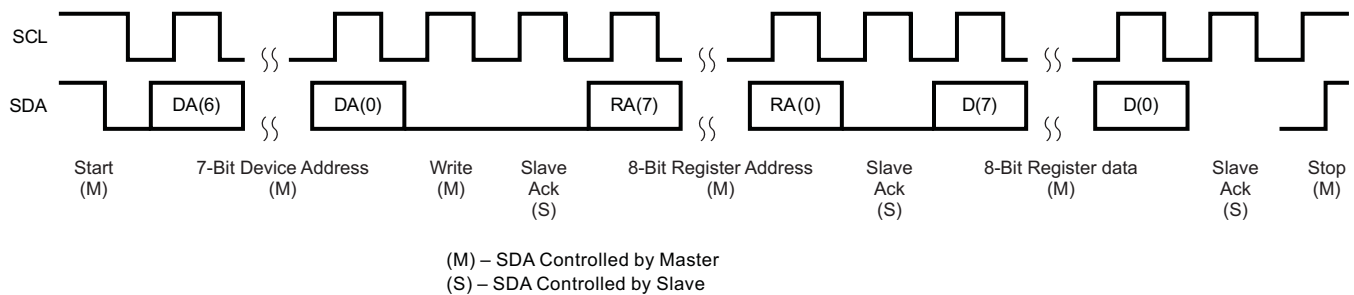 SCL
SDA
DA(6)
DA(0)
RA(7)
RA(0)
D(7)
D(0)
Start
(M)
7-Bit Device Address
(M)
Write
(M)
Slave
Ack
(S)
8-Bit Register Address
(M)
Slave
Ack
(S)
8-Bit Register data
(M)
Slave
Ack
(S)
Stop
(M)
(M) – SDA Controlled by Master
(S) – SDA Controlled by Slave